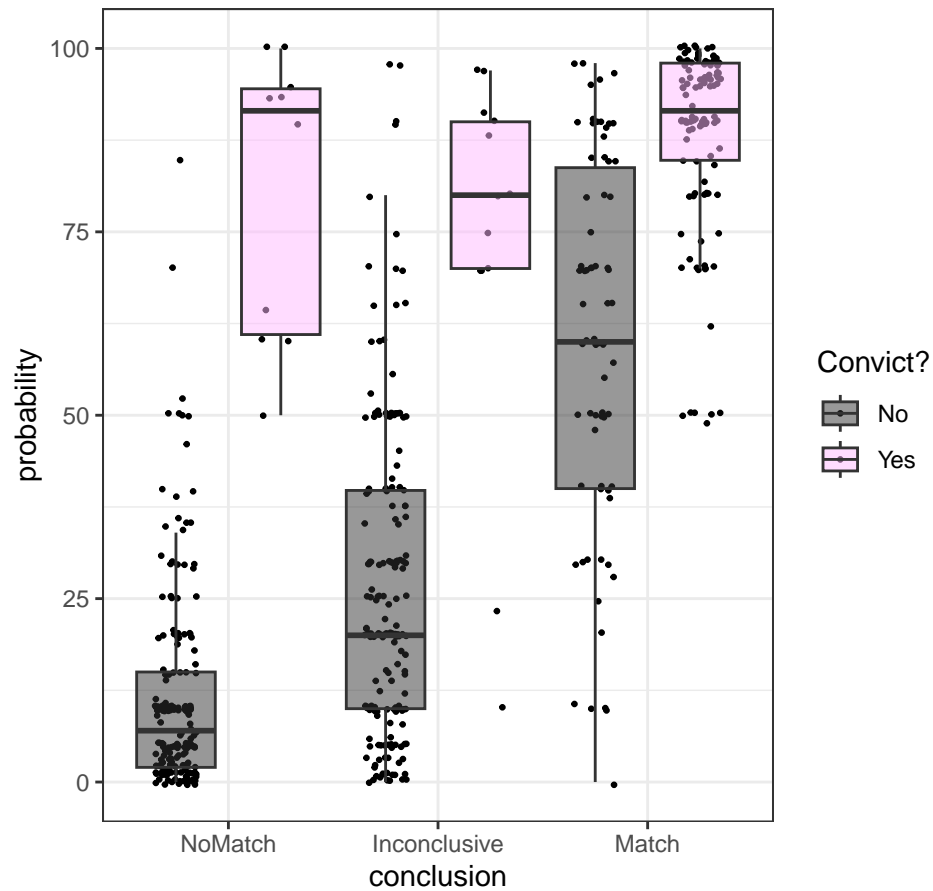 100
75
50
25
0
probability
NoMatch
Inconclusive
Match
conclusion
Convict?
No
Yes